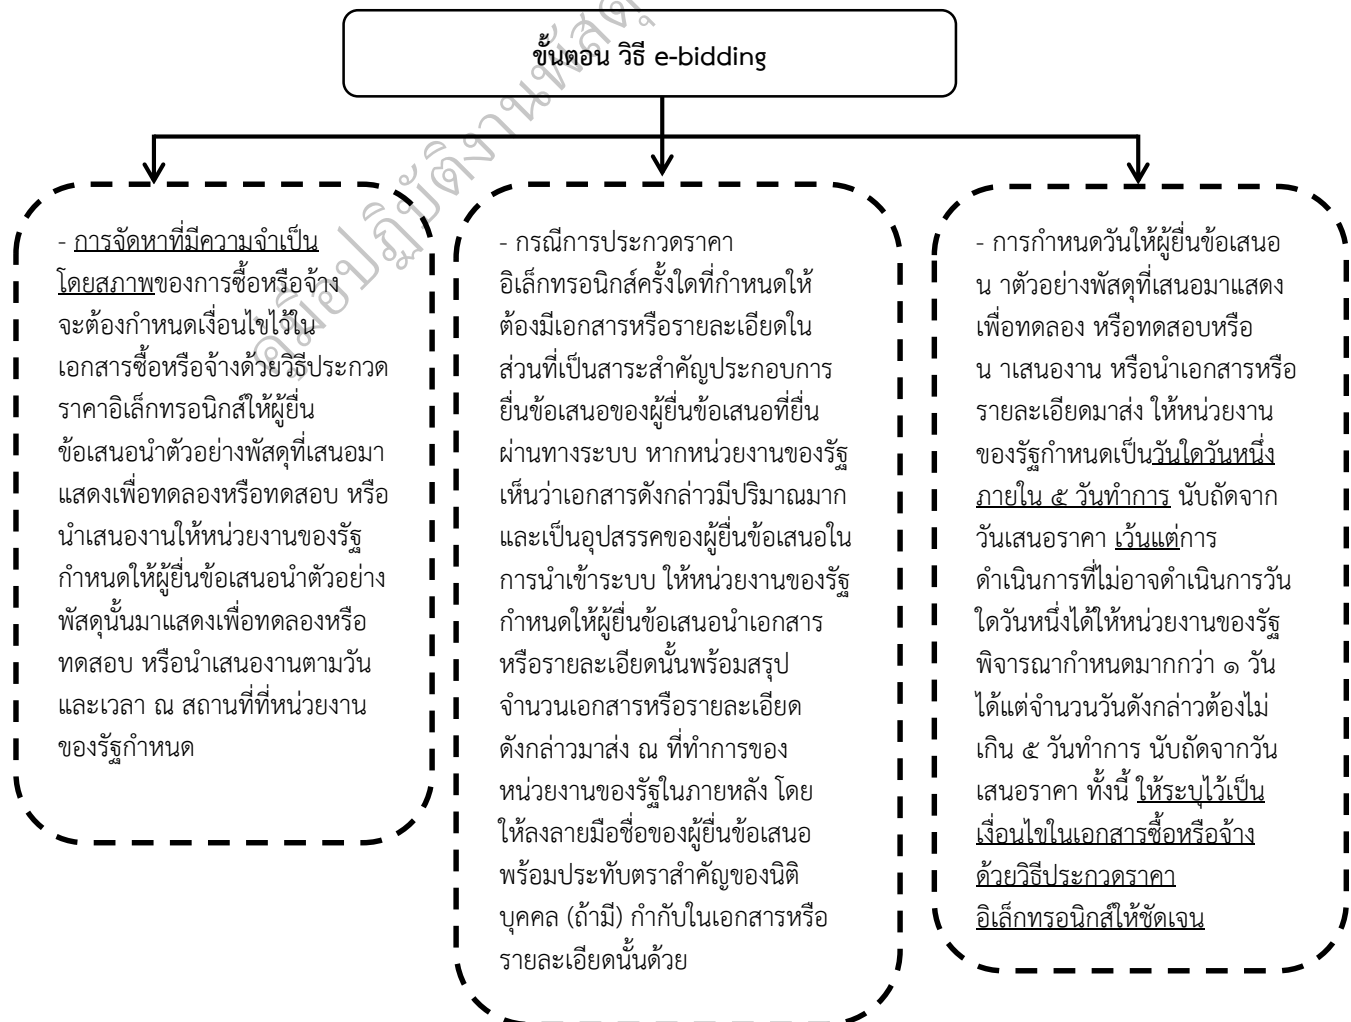 ขั้นตอน วิธี e-bidding
คู่มือปฏิบัติงานพัสดุ
- การจัดหาที่มีความจำเป็น
โดยสภาพของการซื้อหรือจ้าง
จะต้องกำหนดเงื่อนไขไว้ใน
เอกสารซื้อหรือจ้างด้วยวิธีประกวด
ราคาอิเล็กทรอนิกส์ให้ผู้ยื่น
ข้อเสนอนำตัวอย่างพัสดุที่เสนอมา
แสดงเพื่อทดลองหรือทดสอบ หรือ
นำเสนองานให้หน่วยงานของรัฐ
กำหนดให้ผู้ยื่นข้อเสนอนำตัวอย่าง
พัสดุนั้นมาแสดงเพื่อทดลองหรือ
ทดสอบ หรือนำเสนองานตามวัน
และเวลา ณ สถานที่ที่หน่วยงาน
ของรัฐกำหนด
- กรณีการประกวดราคา
อิเล็กทรอนิกส์ครั้งใดที่กำหนดให้
ต้องมีเอกสารหรือรายละเอียดใน
ส่วนที่เป็นสาระสำคัญประกอบการ
ยื่นข้อเสนอของผู้ยื่นข้อเสนอที่ยื่น
ผ่านทางระบบ หากหน่วยงานของรัฐ
เห็นว่าเอกสารดังกล่าวมีปริมาณมาก
และเป็นอุปสรรคของผู้ยื่นข้อเสนอใน
การนำเข้าระบบ ให้หน่วยงานของรัฐ
กำหนดให้ผู้ยื่นข้อเสนอนำเอกสาร
หรือรายละเอียดนั้นพร้อมสรุป
จำนวนเอกสารหรือรายละเอียด
ดังกล่าวมาส่ง ณ ที่ทำการของ
หน่วยงานของรัฐในภายหลัง โดย
ให้ลงลายมือชื่อของผู้ยื่นข้อเสนอ
พร้อมประทับตราสำคัญของนิติ
บุคคล (ถ้ามี) กำกับในเอกสารหรือ
รายละเอียดนั้นด้วย
- การกำหนดวันให้ผู้ยื่นข้อเสนอ
น าตัวอย่างพัสดุที่เสนอมาแสดง
เพื่อทดลอง หรือทดสอบหรือ
น าเสนองาน หรือนำเอกสารหรือ
รายละเอียดมาส่ง ให้หน่วยงาน
ของรัฐกำหนดเป็นวันใดวันหนึ่ง
ภายใน ๕ วันทำการ นับถัดจาก
วันเสนอราคา เว้นแต่การ
ดำเนินการที่ไม่อาจดำเนินการวัน
ใดวันหนึ่งได้ให้หน่วยงานของรัฐ
พิจารณากำหนดมากกว่า ๑ วัน
ได้แต่จำนวนวันดังกล่าวต้องไม่
เกิน ๕ วันทำการ นับถัดจากวัน
เสนอราคา ทั้งนี้ ให้ระบุไว้เป็น
เงื่อนไขในเอกสารซื้อหรือจ้าง
ด้วยวิธีประกวดราคา
อิเล็กทรอนิกส์ให้ชัดเจน